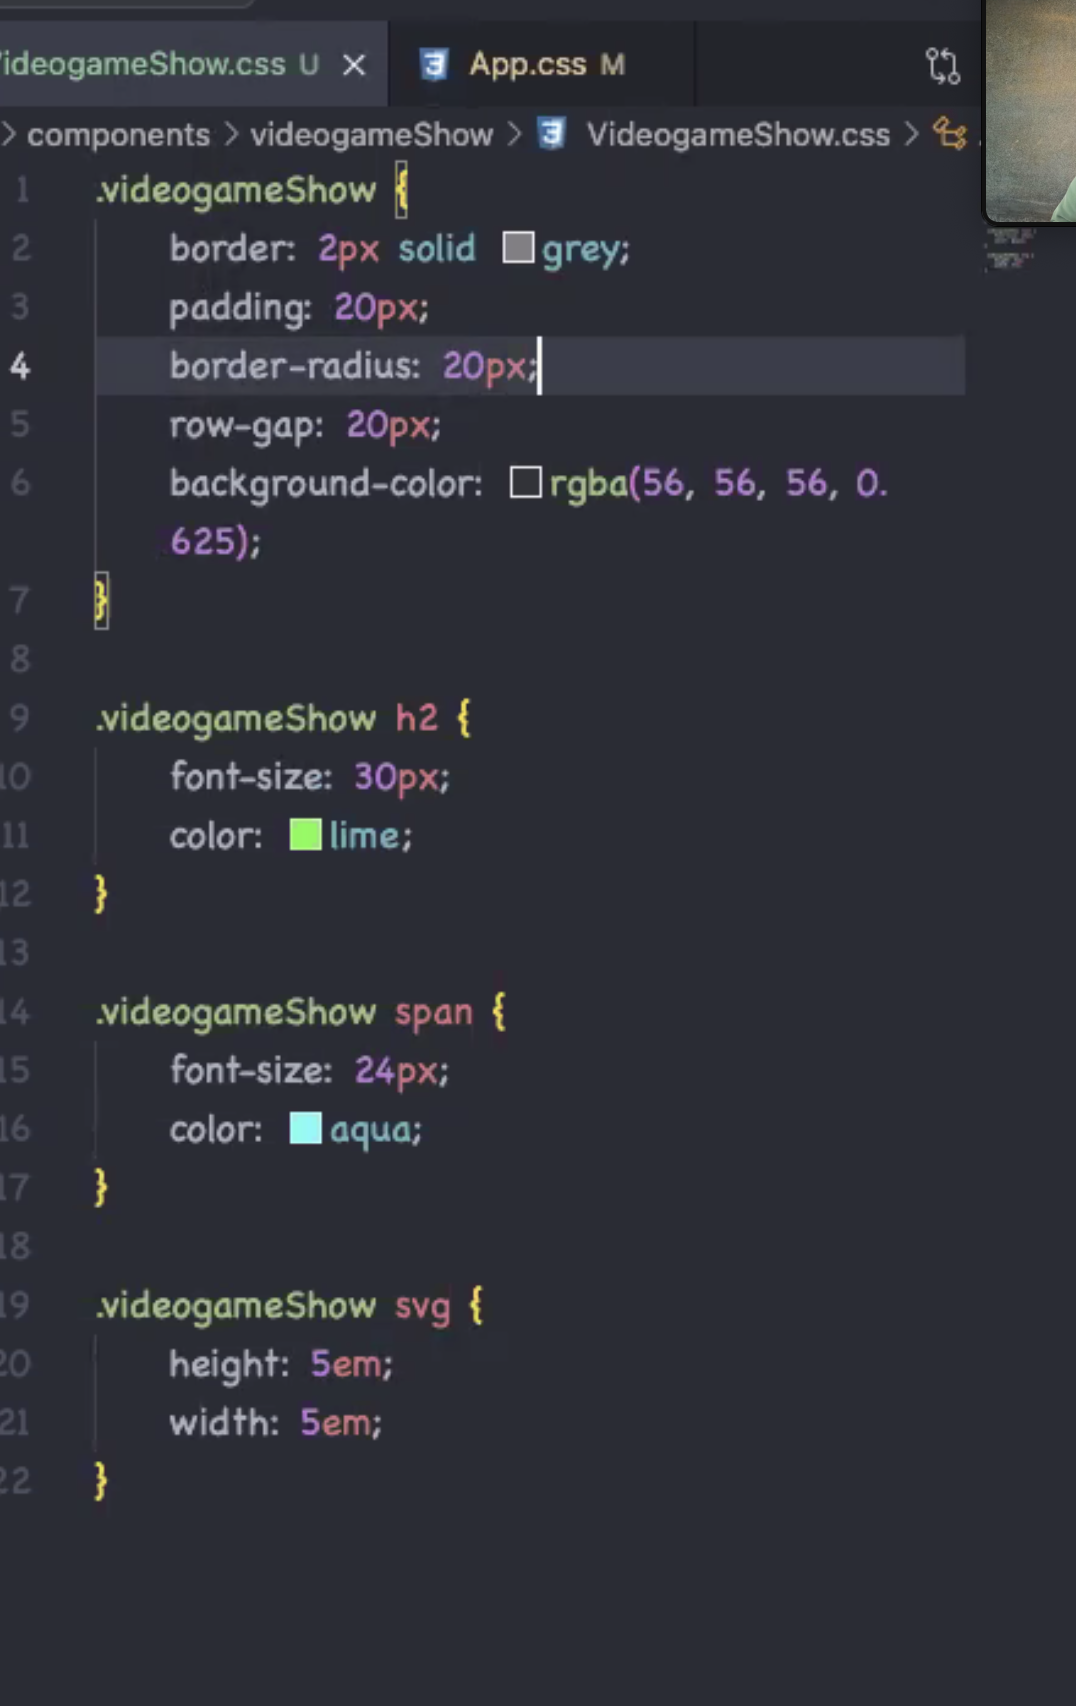 ideogameShow.css U
App.css M
components > videogameShow > VideogameShow.css >
1 .videogameShow {
2 border: 2px solid grey;
3 padding: 20px;
4 border-radius: 20px;
5 row-gap: 20px;
6 background-color: rgba(56, 56, 56, 0.
625);
7 }
8
9 .videogameShow h2 {
10 font-size: 30px;
11 color: lime;
12 }
13
14 .videogameShow span {
15 font-size: 24px;
16 color: aqua;
17 }
18
19 .videogameShow svg {
20 height: 5em;
21 width: 5em;
22 }